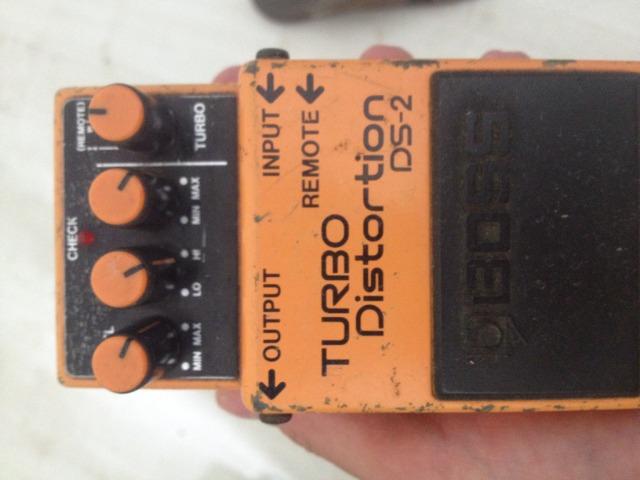 (REMOTE)
TURBO
CHECK
MIN MAX
LO HI
MIN MAX
← OUTPUT
INPUT ←
REMOTE ←
TURBO
Distortion
DS-2
BOSS